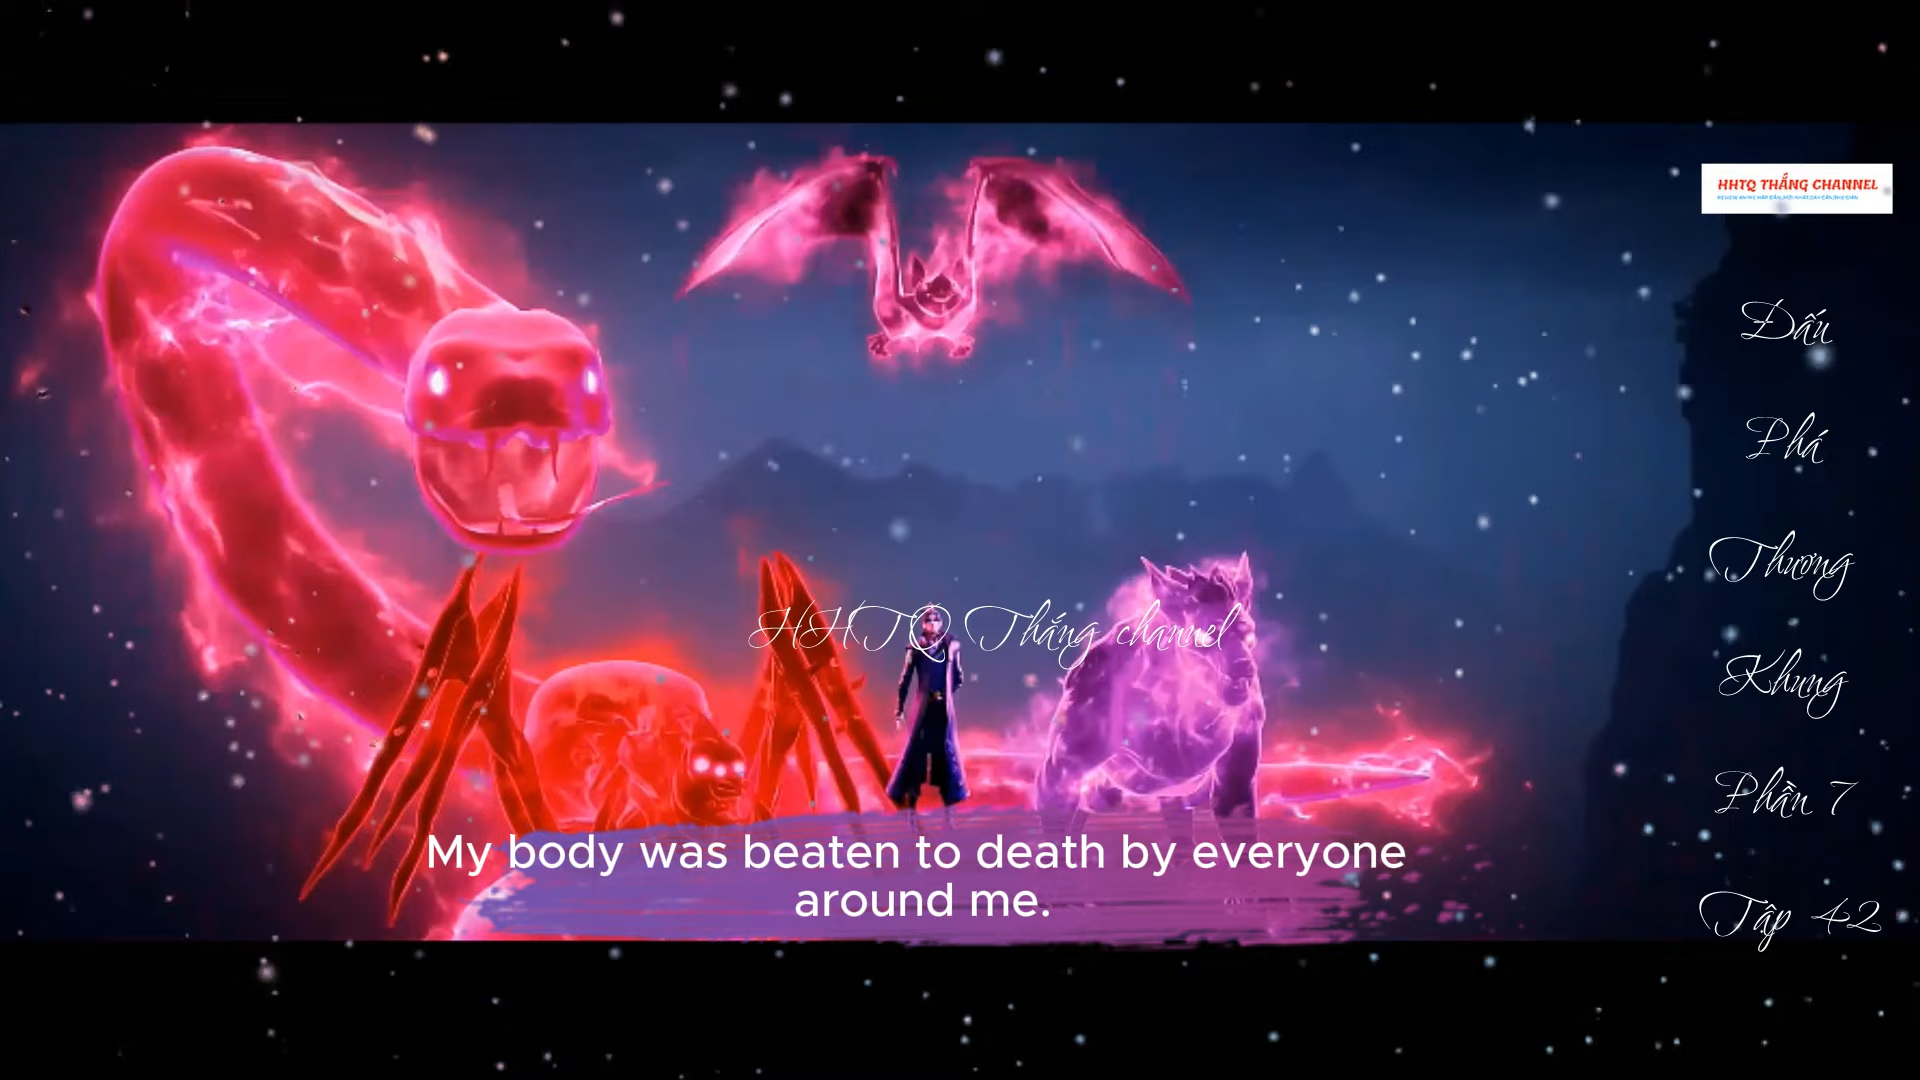 HHTQ THẮNG CHANNEL
Đấu
Phá
Thương
Khung
Phần 7
Tập 42
HHTQ Thắng channel
My body was beaten to death by everyone
around me.